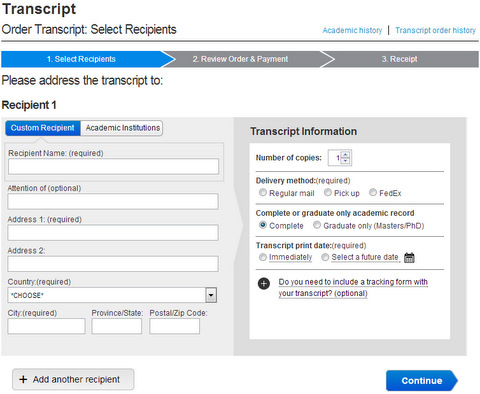 Transcript
Order Transcript: Select Recipients
Academic history | Transcript order history
1. Select Recipients
2. Review Order & Payment
3. Receipt
Please address the transcript to:
Recipient 1
Custom Recipient
Academic Institutions
Recipient Name: (required)
Attention of (optional)
Address 1: (required)
Address 2:
Country:(required)
*CHOOSE*
City:(required) Province/State: Postal/Zip Code:
Transcript Information
Number of copies: 1
Delivery method:(required)
Regular mail Pick up FedEx
Complete or graduate only academic record
Complete Graduate only (Masters/PhD)
Transcript print date:(required)
Immediately Select a future date
Do you need to include a tracking form with
your transcript? (optional)
+ Add another recipient
Continue